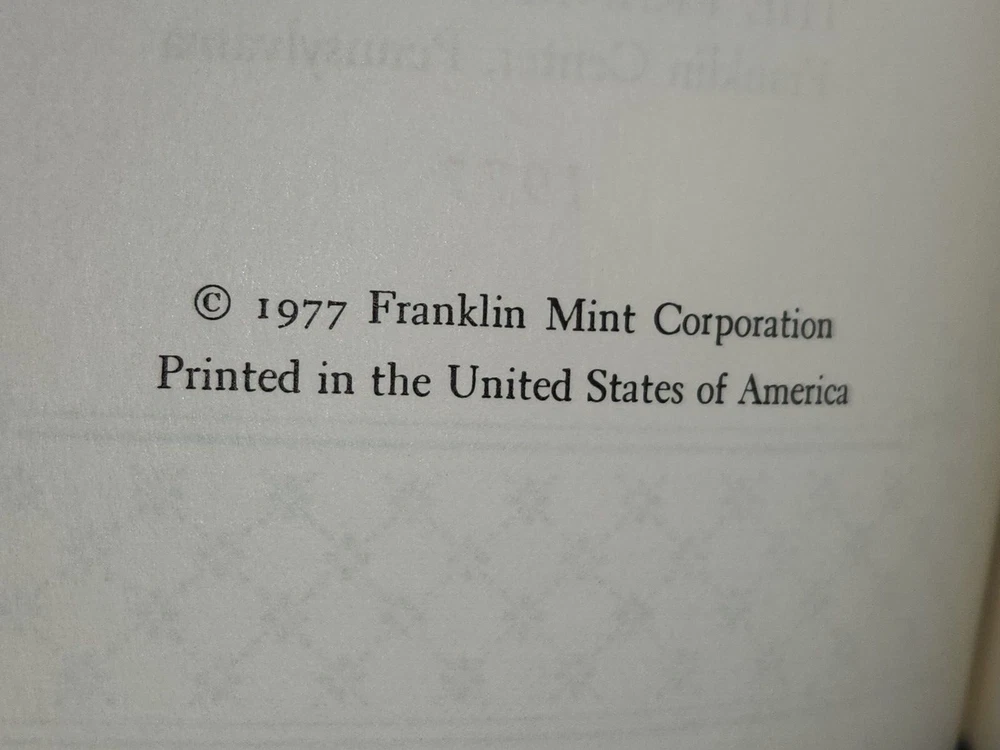 © 1977 Franklin Mint Corporation
Printed in the United States of America